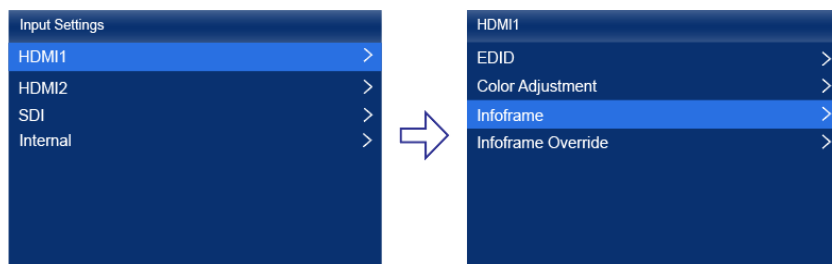 Input Settings
HDMI1
HDMI2
SDI
Internal
HDMI1
EDID
Color Adjustment
Infoframe
Infoframe Override